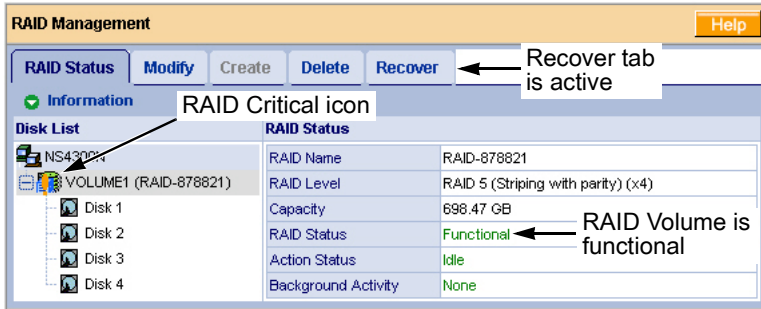 RAID Management
Help
RAID Status
Modify
Create
Delete
Recover
Recover tab
is active
Information
RAID Critical icon
Disk List
RAID Status
NS4300N
RAID Name
RAID-878821
VOLUME1 (RAID-878821)
RAID Level
RAID 5 (Striping with parity) (x4)
Disk 1
Capacity
698.47 GB
Disk 2
RAID Status
Functional
RAID Volume is
functional
Disk 3
Action Status
Idle
Disk 4
Background Activity
None